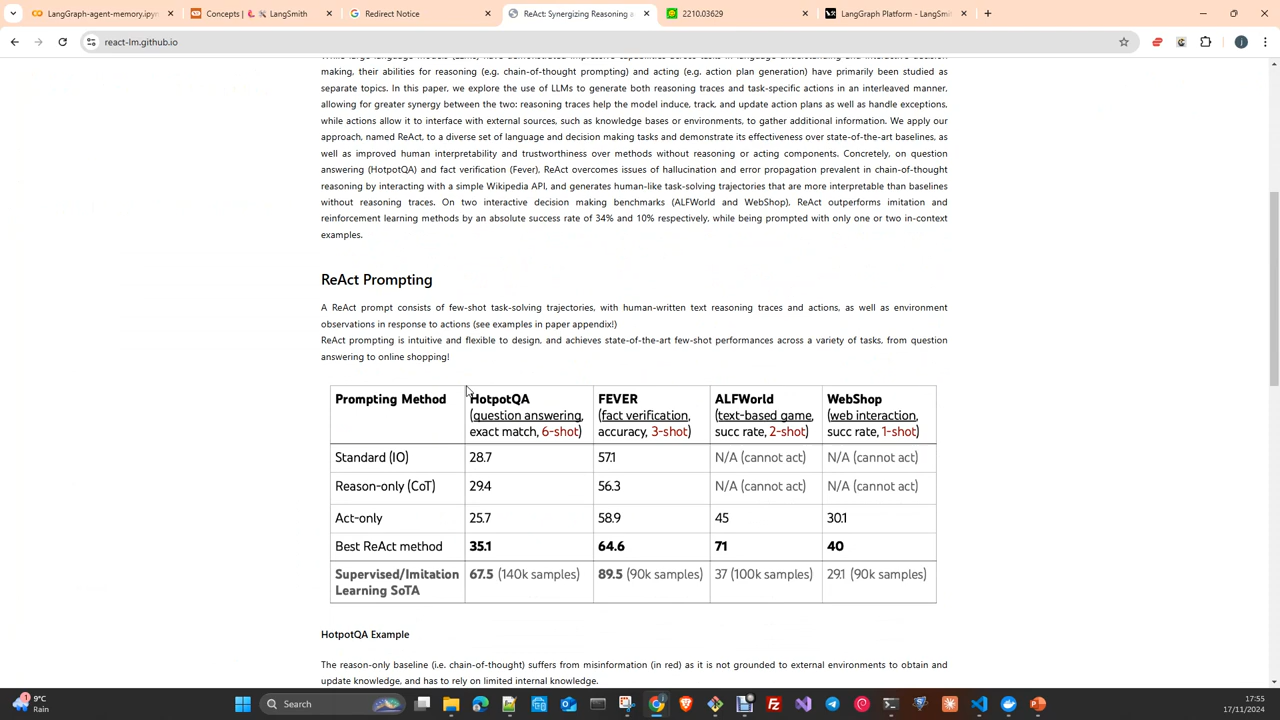 LangGraph-agent-memory.ipyn
Concepts | 🦜🛠️ LangSmith
Redirect Notice
ReAct: Synergizing Reasoning a
2210.03629
LangGraph Platform - LangSmi
react-lm.github.io
making, their abilities for reasoning (e.g. chain-of-thought prompting) and acting (e.g. action plan generation) have primarily been studied as
separate topics. In this paper, we explore the use of LLMs to generate both reasoning traces and task-specific actions in an interleaved manner,
allowing for greater synergy between the two: reasoning traces help the model induce, track, and update action plans as well as handle exceptions,
while actions allow it to interface with external sources, such as knowledge bases or environments, to gather additional information. We apply our
approach, named ReAct, to a diverse set of language and decision making tasks and demonstrate its effectiveness over state-of-the-art baselines, as
well as improved human interpretability and trustworthiness over methods without reasoning or acting components. Concretely, on question
answering (HotpotQA) and fact verification (Fever), ReAct overcomes issues of hallucination and error propagation prevalent in chain-of-thought
reasoning by interacting with a simple Wikipedia API, and generates human-like task-solving trajectories that are more interpretable than baselines
without reasoning traces. On two interactive decision making benchmarks (ALFWorld and WebShop), ReAct outperforms imitation and
reinforcement learning methods by an absolute success rate of 34% and 10% respectively, while being prompted with only one or two in-context
examples.
ReAct Prompting
A ReAct prompt consists of few-shot task-solving trajectories, with human-written text reasoning traces and actions, as well as environment
observations in response to actions (see examples in paper appendix!)
ReAct prompting is intuitive and flexible to design, and achieves state-of-the-art few-shot performances across a variety of tasks, from question
answering to online shopping!
Prompting Method HotpotQA FEVER ALFWorld WebShop
(question answering, (fact verification, (text-based game, (web interaction,
exact match, 6-shot) accuracy, 3-shot) succ rate, 2-shot) succ rate, 1-shot)
Standard (IO) 28.7 57.1 N/A (cannot act) N/A (cannot act)
Reason-only (CoT) 29.4 56.3 N/A (cannot act) N/A (cannot act)
Act-only 25.7 58.9 45 30.1
Best ReAct method 35.1 64.6 71 40
Supervised/Imitation 67.5 (140k samples) 89.5 (90k samples) 37 (100k samples) 29.1 (90k samples)
Learning SoTA
HotpotQA Example
The reason-only baseline (i.e. chain-of-thought) suffers from misinformation (in red) as it is not grounded to external environments to obtain and
update knowledge, and has to rely on limited internal knowledge.
9°C
Rain
Search
17:55
17/11/2024